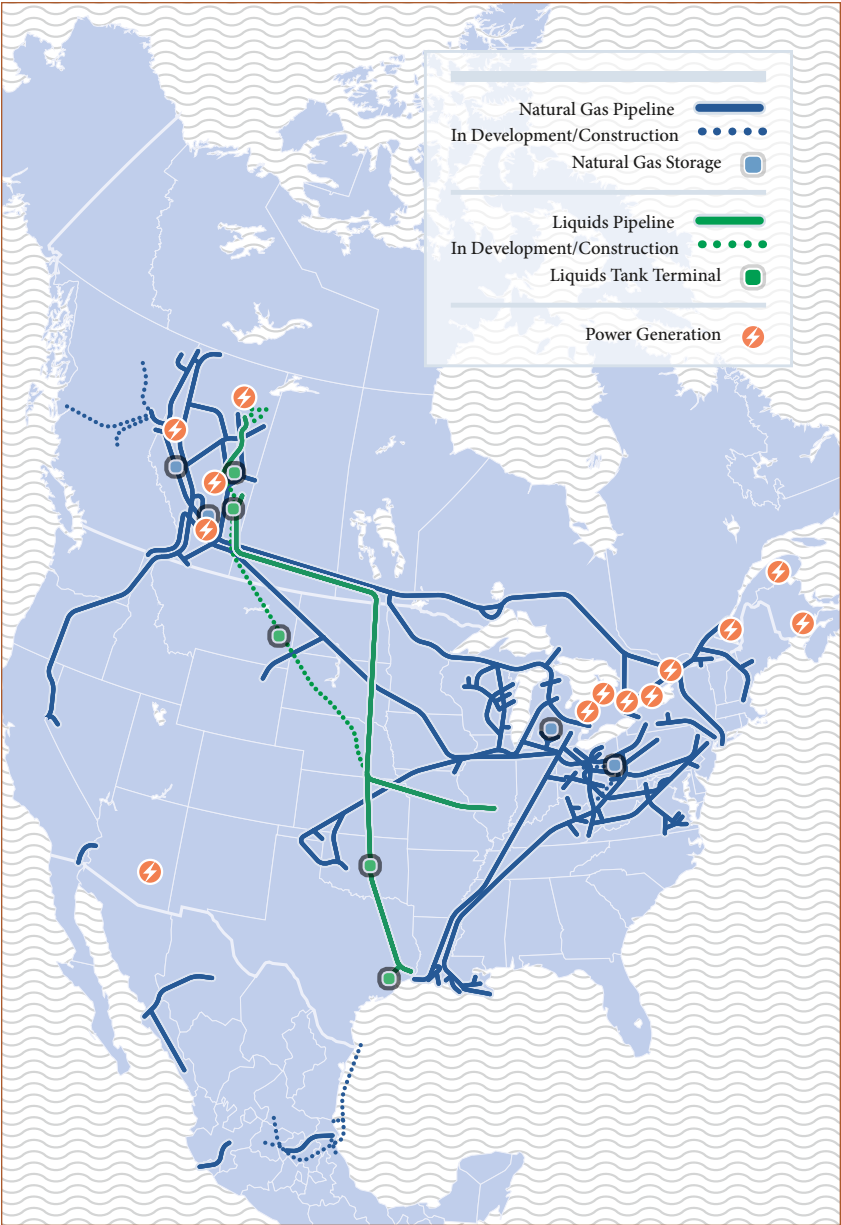 Natural Gas Pipeline
In Development/Construction
Natural Gas Storage
Liquids Pipeline
In Development/Construction
Liquids Tank Terminal
Power Generation